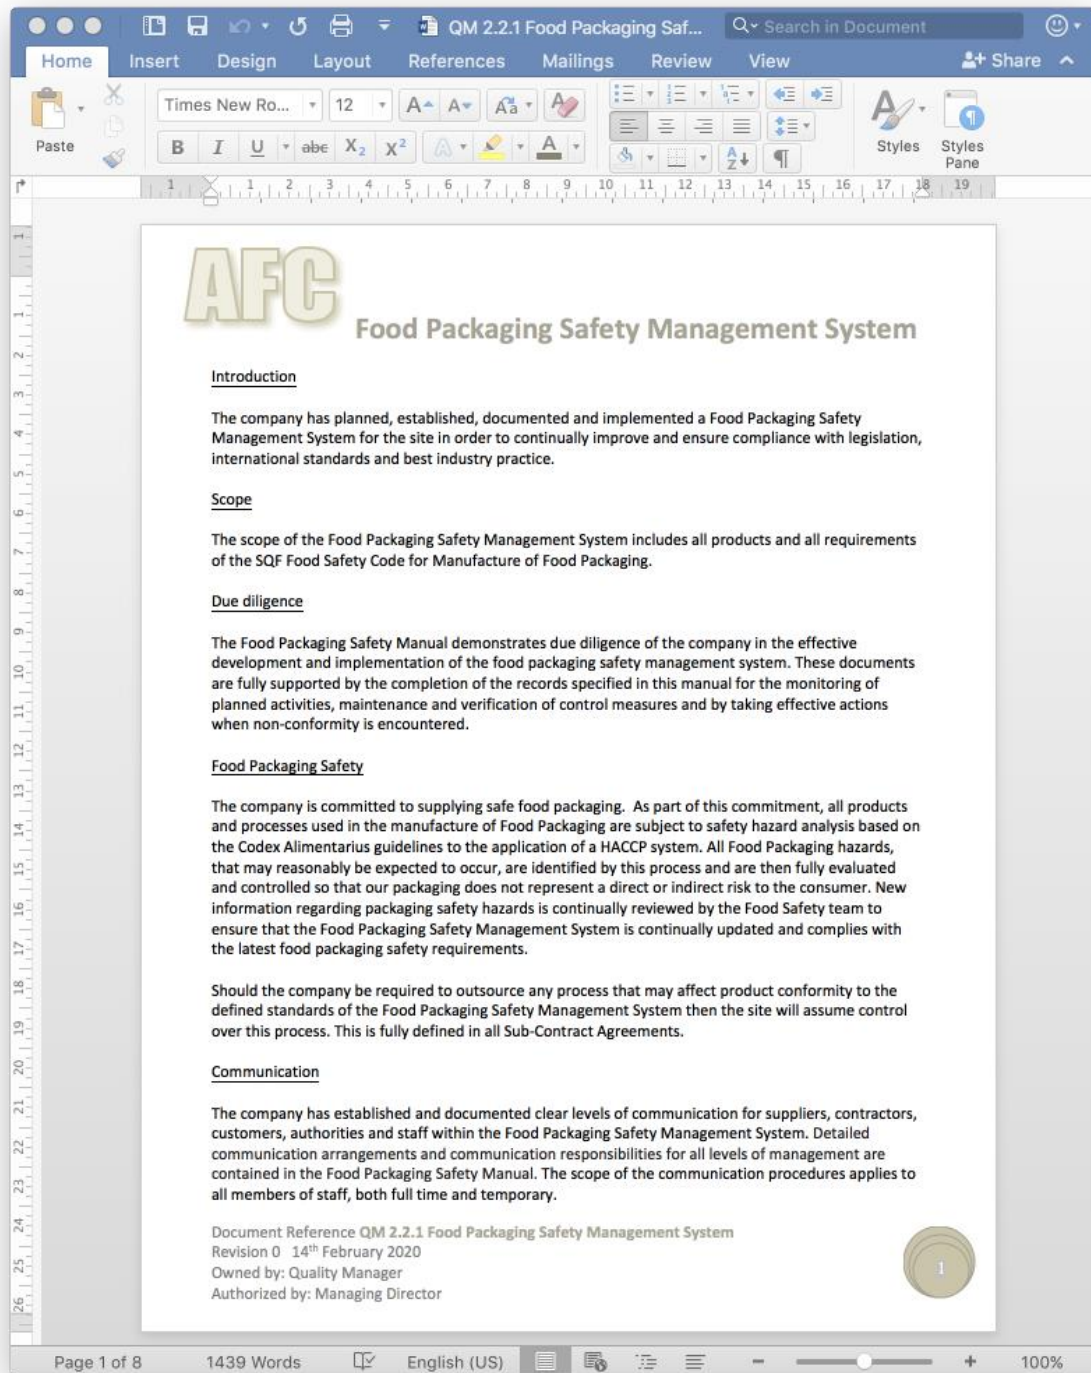 QM 2.2.1 Food Packaging Saf...
Search in Document
Home Insert Design Layout References Mailings Review View Share
Times New Ro... 12
Paste
Styles
Styles Pane
AFC
Food Packaging Safety Management System
Introduction
The company has planned, established, documented and implemented a Food Packaging Safety
Management System for the site in order to continually improve and ensure compliance with legislation,
international standards and best industry practice.
Scope
The scope of the Food Packaging Safety Management System includes all products and all requirements
of the SQF Food Safety Code for Manufacture of Food Packaging.
Due diligence
The Food Packaging Safety Manual demonstrates due diligence of the company in the effective
development and implementation of the food packaging safety management system. These documents
are fully supported by the completion of the records specified in this manual for the monitoring of
planned activities, maintenance and verification of control measures and by taking effective actions
when non-conformity is encountered.
Food Packaging Safety
The company is committed to supplying safe food packaging.  As part of this commitment, all products
and processes used in the manufacture of Food Packaging are subject to safety hazard analysis based on
the Codex Alimentarius guidelines to the application of a HACCP system. All Food Packaging hazards,
that may reasonably be expected to occur, are identified by this process and are then fully evaluated
and controlled so that our packaging does not represent a direct or indirect risk to the consumer. New
information regarding packaging safety hazards is continually reviewed by the Food Safety team to
ensure that the Food Packaging Safety Management System is continually updated and complies with
the latest food packaging safety requirements.
Should the company be required to outsource any process that may affect product conformity to the
defined standards of the Food Packaging Safety Management System then the site will assume control
over this process. This is fully defined in all Sub-Contract Agreements.
Communication
The company has established and documented clear levels of communication for suppliers, contractors,
customers, authorities and staff within the Food Packaging Safety Management System. Detailed
communication arrangements and communication responsibilities for all levels of management are
contained in the Food Packaging Safety Manual. The scope of the communication procedures applies to
all members of staff, both full time and temporary.
Document Reference QM 2.2.1 Food Packaging Safety Management System
Revision 0   14th February 2020
Owned by: Quality Manager
Authorized by: Managing Director
1
Page 1 of 8 1439 Words English (US) 100%